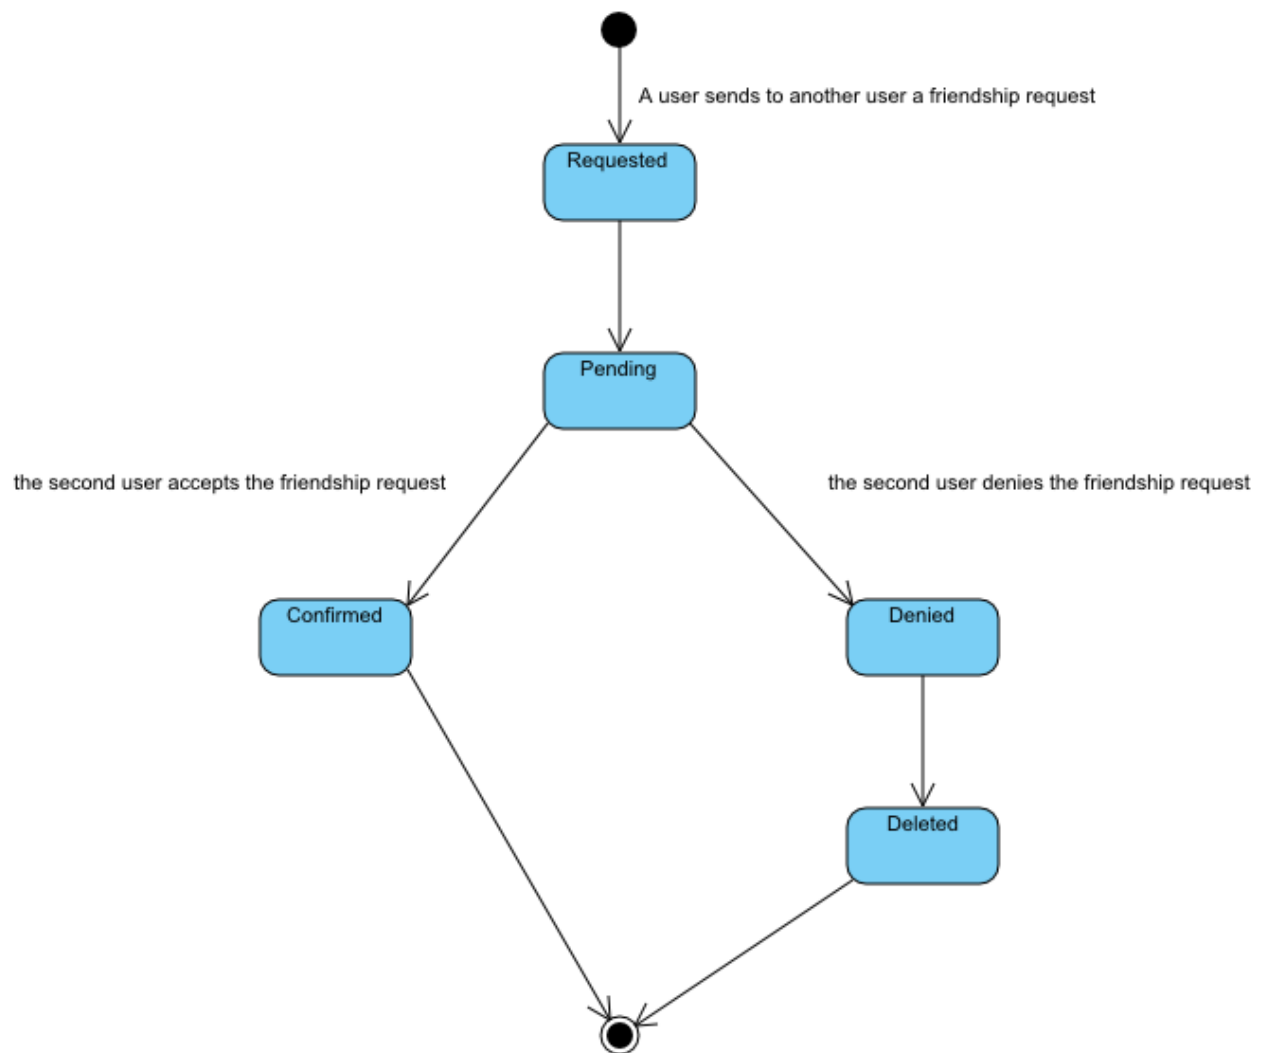 A user sends to another user a friendship request
Requested
Pending
the second user accepts the friendship request
the second user denies the friendship request
Confirmed
Denied
Deleted